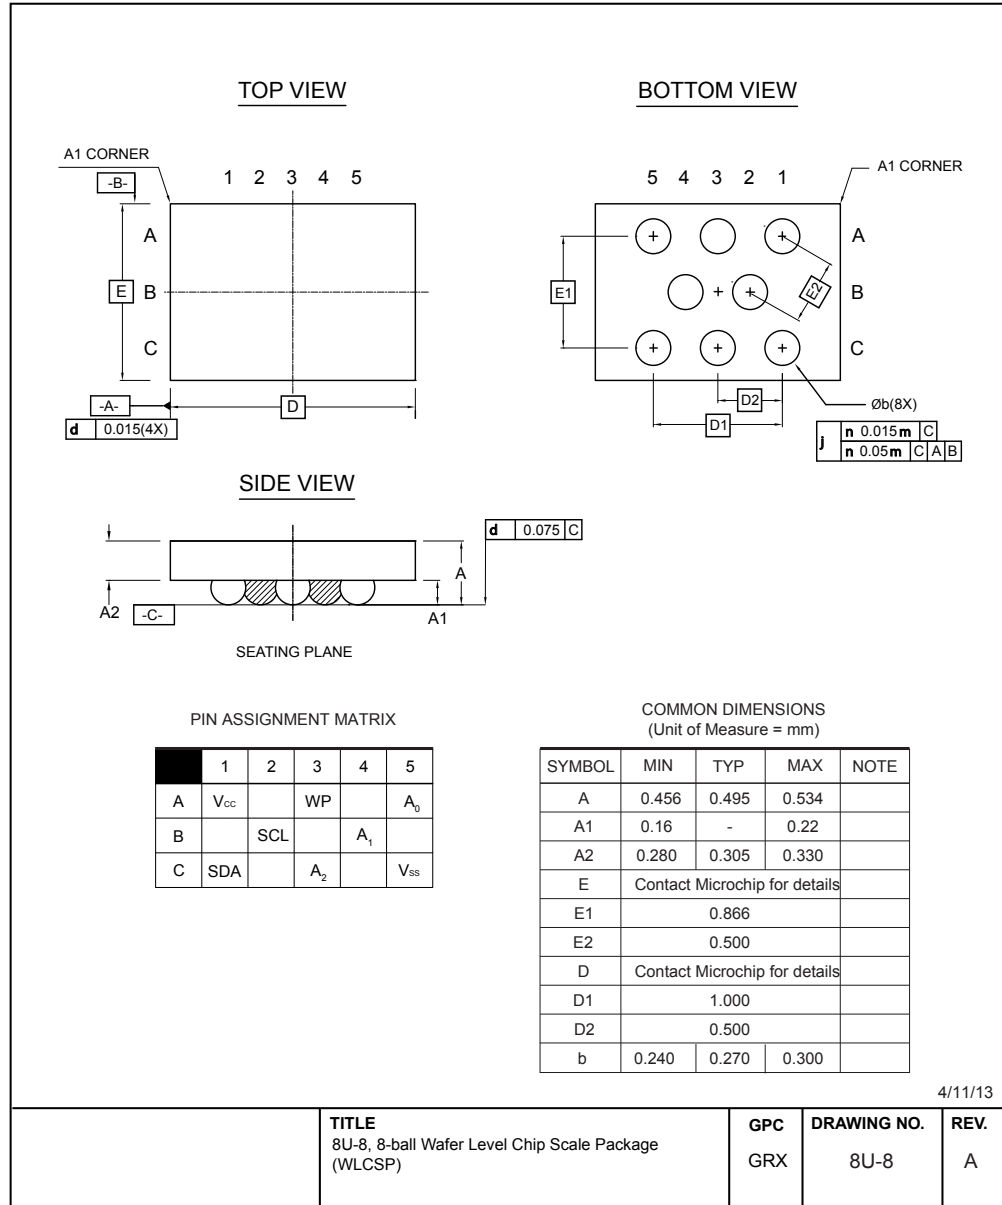 TOP VIEW
BOTTOM VIEW
A1 CORNER
-B-
1 2 3 4 5
A
E B
C
-A-
D
d 0.015(4X)
5 4 3 2 1
A1 CORNER
A
E1
E2
B
C
D2
D1
Øb(8X)
j n 0.015m C
n 0.05m C A B
SIDE VIEW
d 0.075 C
A
A2 -C-
A1
SEATING PLANE
PIN ASSIGNMENT MATRIX
1 2 3 4 5
A Vcc WP A0
B SCL A1
C SDA A2 Vss
COMMON DIMENSIONS
(Unit of Measure = mm)
SYMBOL MIN TYP MAX NOTE
A 0.456 0.495 0.534
A1 0.16 - 0.22
A2 0.280 0.305 0.330
E Contact Microchip for details
E1 0.866
E2 0.500
D Contact Microchip for details
D1 1.000
D2 0.500
b 0.240 0.270 0.300
4/11/13
TITLE
8U-8, 8-ball Wafer Level Chip Scale Package
(WLCSP)
GPC
GRX
DRAWING NO.
8U-8
REV.
A